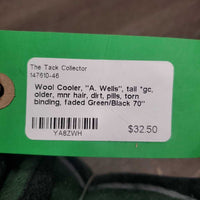 The Tack Collector
147610-46
Wool Cooler, "A. Wells", tail *gc,
older, mnr hair, dirt, pills, torn
binding, faded Green/Black 70"
YA8ZWH
$32.50